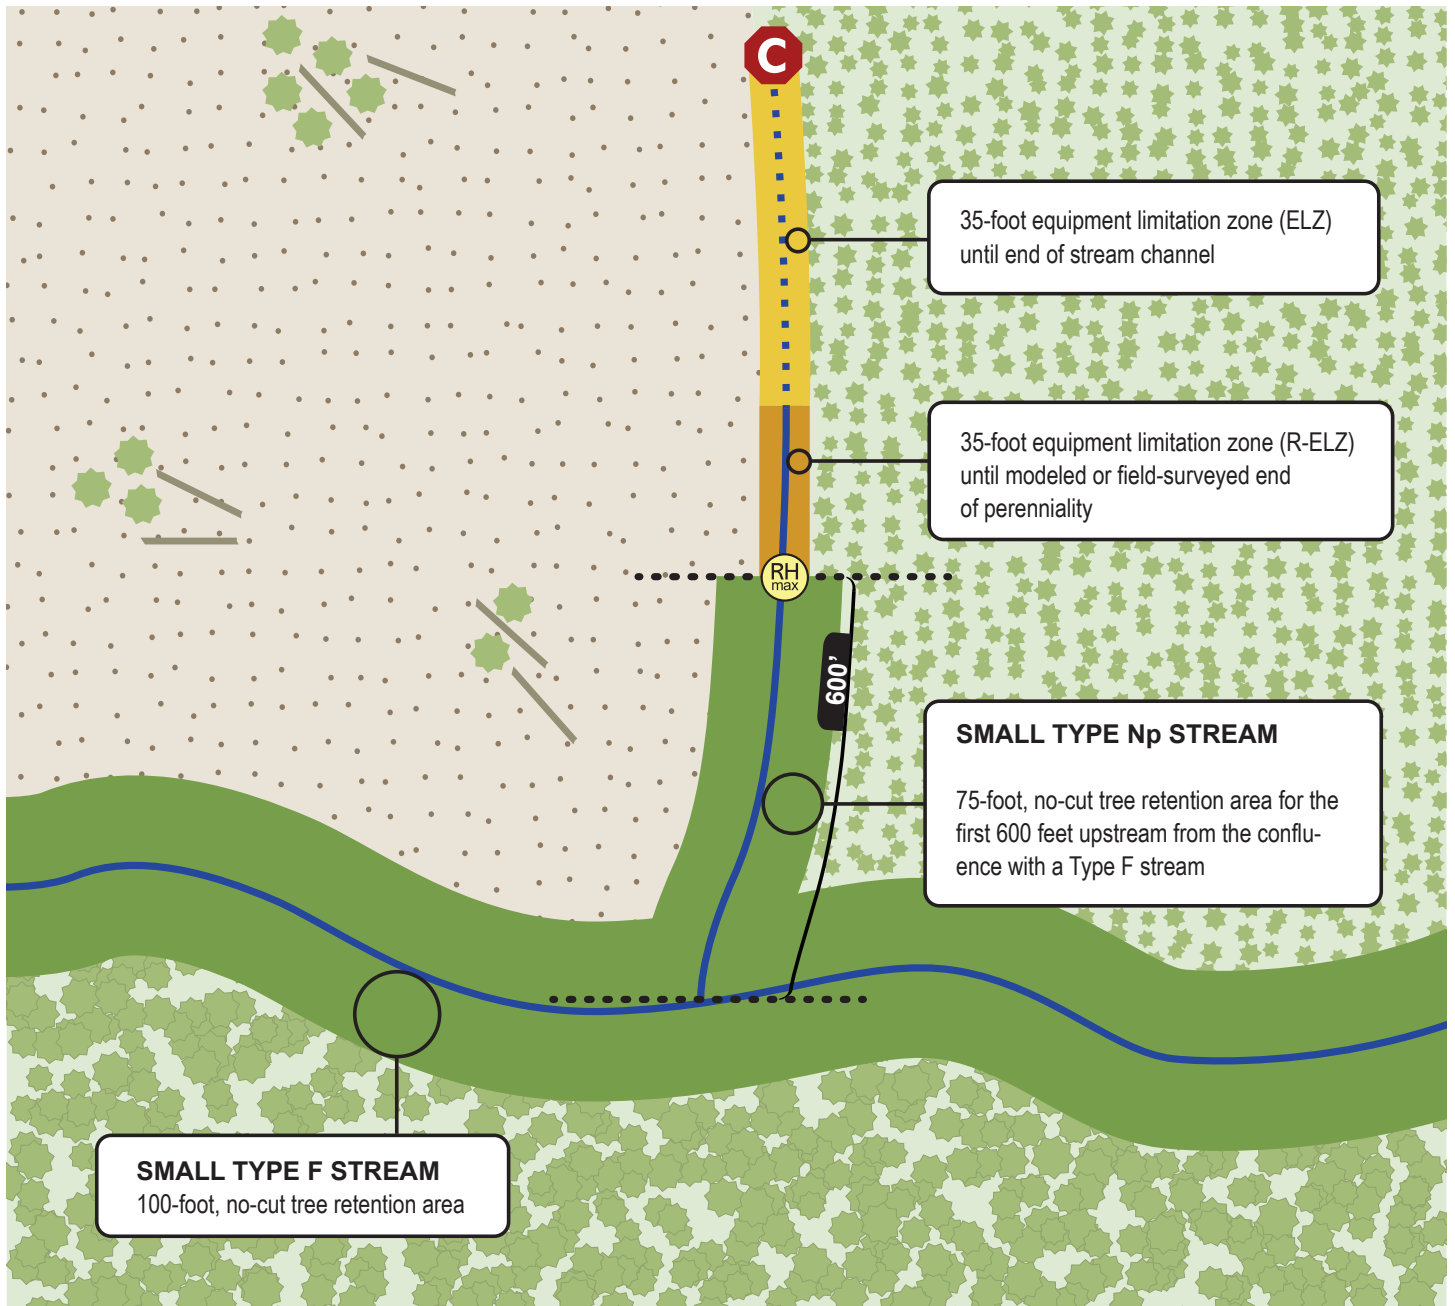 C
35-foot equipment limitation zone (ELZ)
until end of stream channel
35-foot equipment limitation zone (R-ELZ)
until modeled or field-surveyed end
of perenniality
RH
max
600’
SMALL TYPE Np STREAM
75-foot, no-cut tree retention area for the
first 600 feet upstream from the conflu-
ence with a Type F stream
SMALL TYPE F STREAM
100-foot, no-cut tree retention area